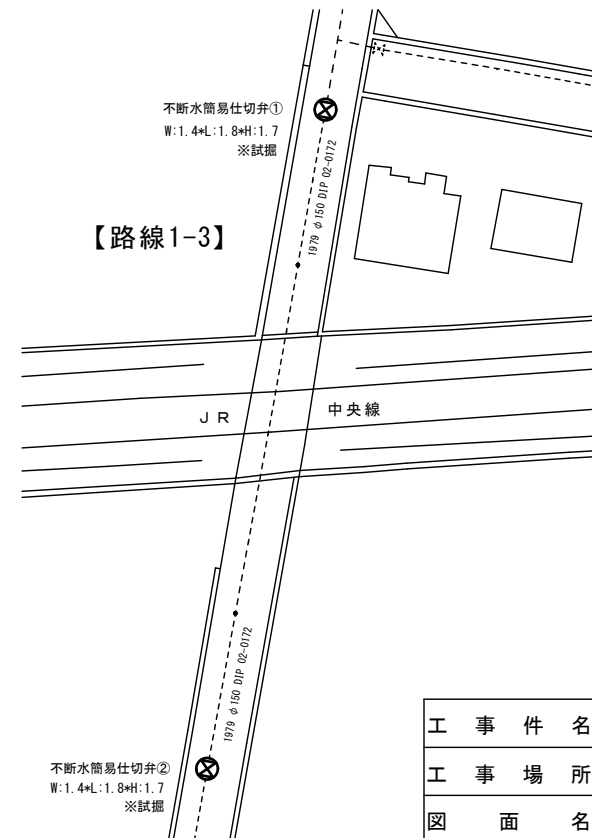 不断水簡易仕切弁①
W:1.4*L:1.8*H:1.7
※試掘
1979 φ150 DIP 02-0172
【路線1-3】
ＪＲ 中央線
1979 φ150 DIP 02-0172
不断水簡易仕切弁②
W:1.4*L:1.8*H:1.7
※試掘
工事件名
工事場所
図面名